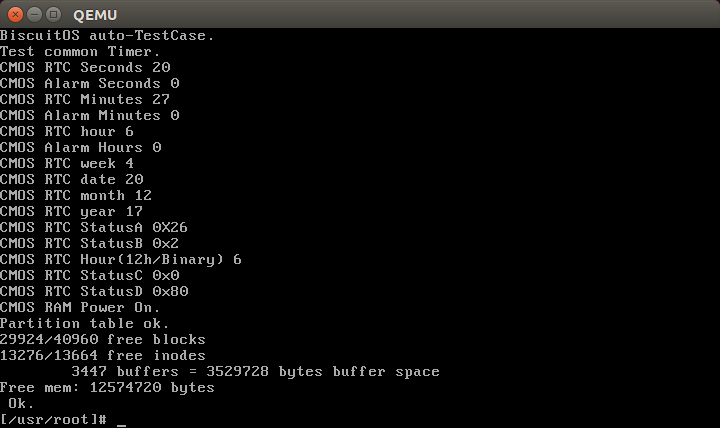 QEMU
BiscuitOS auto-TestCase.
Test common Timer.
CMOS RTC Seconds 20
CMOS Alarm Seconds 0
CMOS RTC Minutes 27
CMOS Alarm Minutes 0
CMOS RTC hour 6
CMOS Alarm Hours 0
CMOS RTC week 4
CMOS RTC date 20
CMOS RTC month 12
CMOS RTC year 17
CMOS RTC StatusA 0X26
CMOS RTC StatusB 0x2
CMOS RTC Hour(12h/Binary) 6
CMOS RTC StatusC 0x0
CMOS RTC StatusD 0x80
CMOS RAM Power On.
Partition table ok.
29924/40960 free blocks
13276/13664 free inodes
3447 buffers = 3529728 bytes buffer space
Free mem: 12574720 bytes
Ok.
[/usr/root]# _